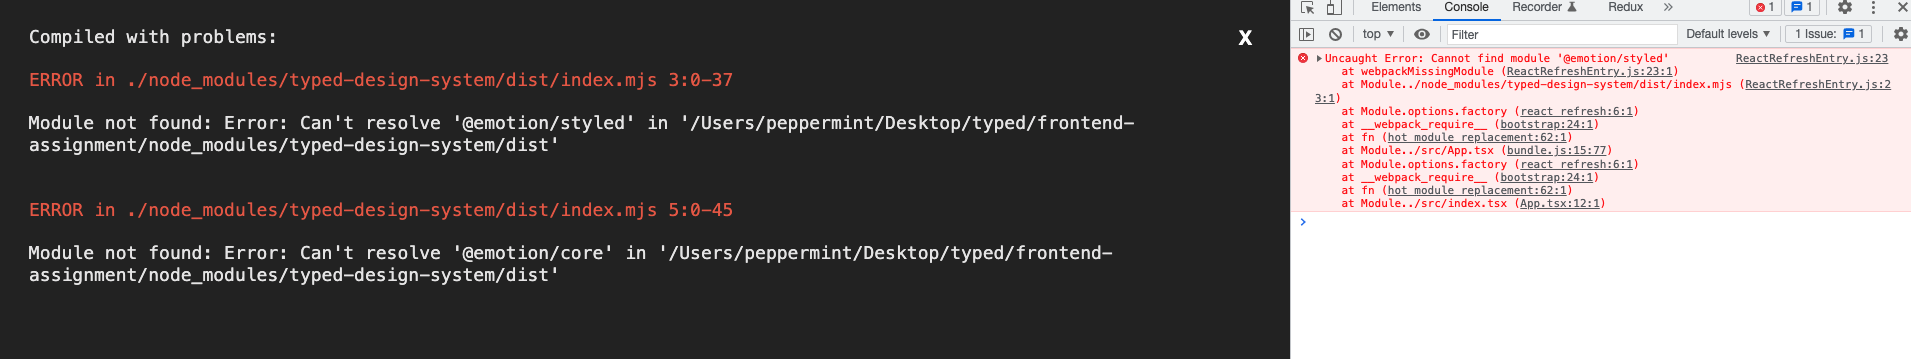 Compiled with problems:
X
ERROR in ./node_modules/typed-design-system/dist/index.mjs 3:0-37
Module not found: Error: Can't resolve '@emotion/styled' in '/Users/peppermint/Desktop/typed/frontend-
assignment/node_modules/typed-design-system/dist'
ERROR in ./node_modules/typed-design-system/dist/index.mjs 5:0-45
Module not found: Error: Can't resolve '@emotion/core' in '/Users/peppermint/Desktop/typed/frontend-
assignment/node_modules/typed-design-system/dist'
Elements Console Recorder Redux » 1 1
top Filter Default levels 1 Issue: 1
Uncaught Error: Cannot find module '@emotion/styled' ReactRefreshEntry.js:23
at webpackMissingModule (ReactRefreshEntry.js:23:1)
at Module../node_modules/typed-design-system/dist/index.mjs (ReactRefreshEntry.js:2
3:1)
at Module.options.factory (react refresh:6:1)
at __webpack_require__ (bootstrap:24:1)
at fn (hot module replacement:62:1)
at Module../src/App.tsx (bundle.js:15:77)
at Module.options.factory (react refresh:6:1)
at __webpack_require__ (bootstrap:24:1)
at fn (hot module replacement:62:1)
at Module../src/index.tsx (App.tsx:12:1)